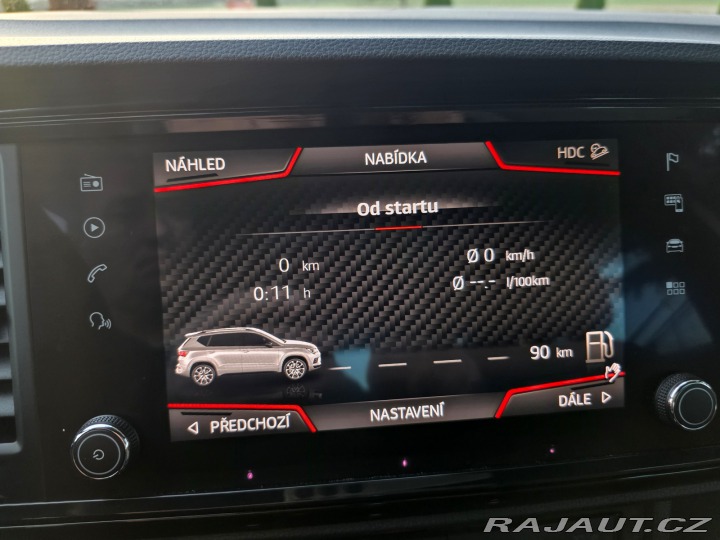 NÁHLED
NABÍDKA
HDC
Od startu
0 km
Ø 0 km/h
0:11 h
Ø --.- l/100km
90 km
PŘEDCHOZÍ
NASTAVENÍ
DÁLE
RAJAUT.CZ